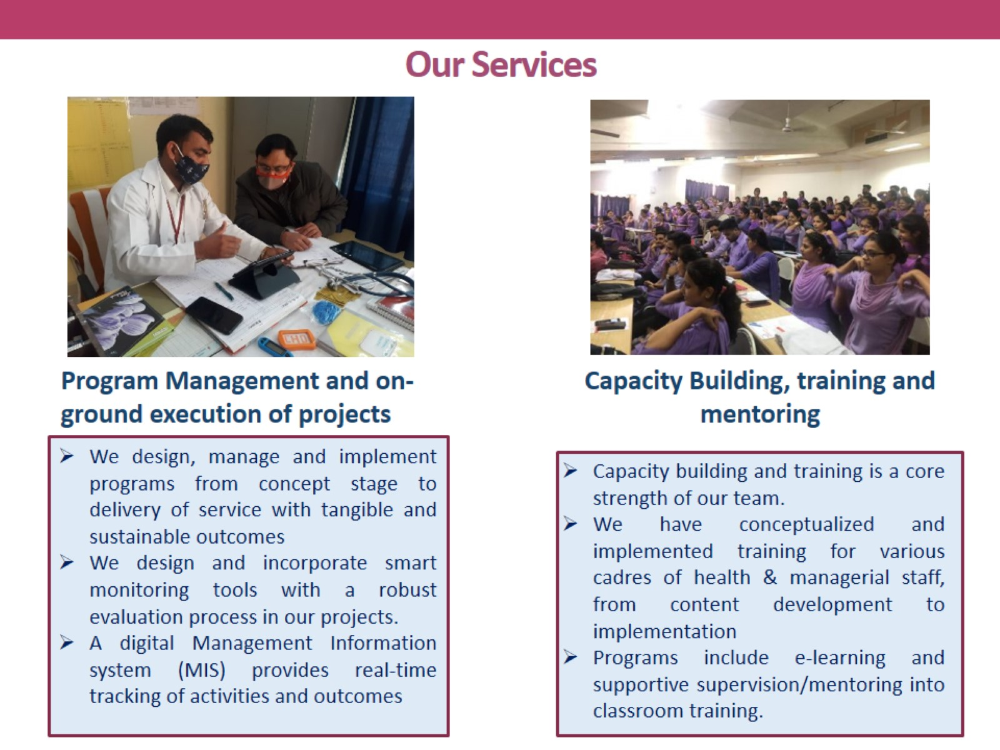 Our Services
CHO
Program Management and on-
ground execution of projects
We design, manage and implement
programs from concept stage to
delivery of service with tangible and
sustainable outcomes
We design and incorporate smart
monitoring tools with a robust
evaluation process in our projects.
A digital Management Information
system (MIS) provides real-time
tracking of activities and outcomes
Capacity Building, training and
mentoring
Capacity building and training is a core
strength of our team.
We have conceptualized and
implemented training for various
cadres of health & managerial staff,
from content development to
implementation
Programs include e-learning and
supportive supervision/mentoring into
classroom training.